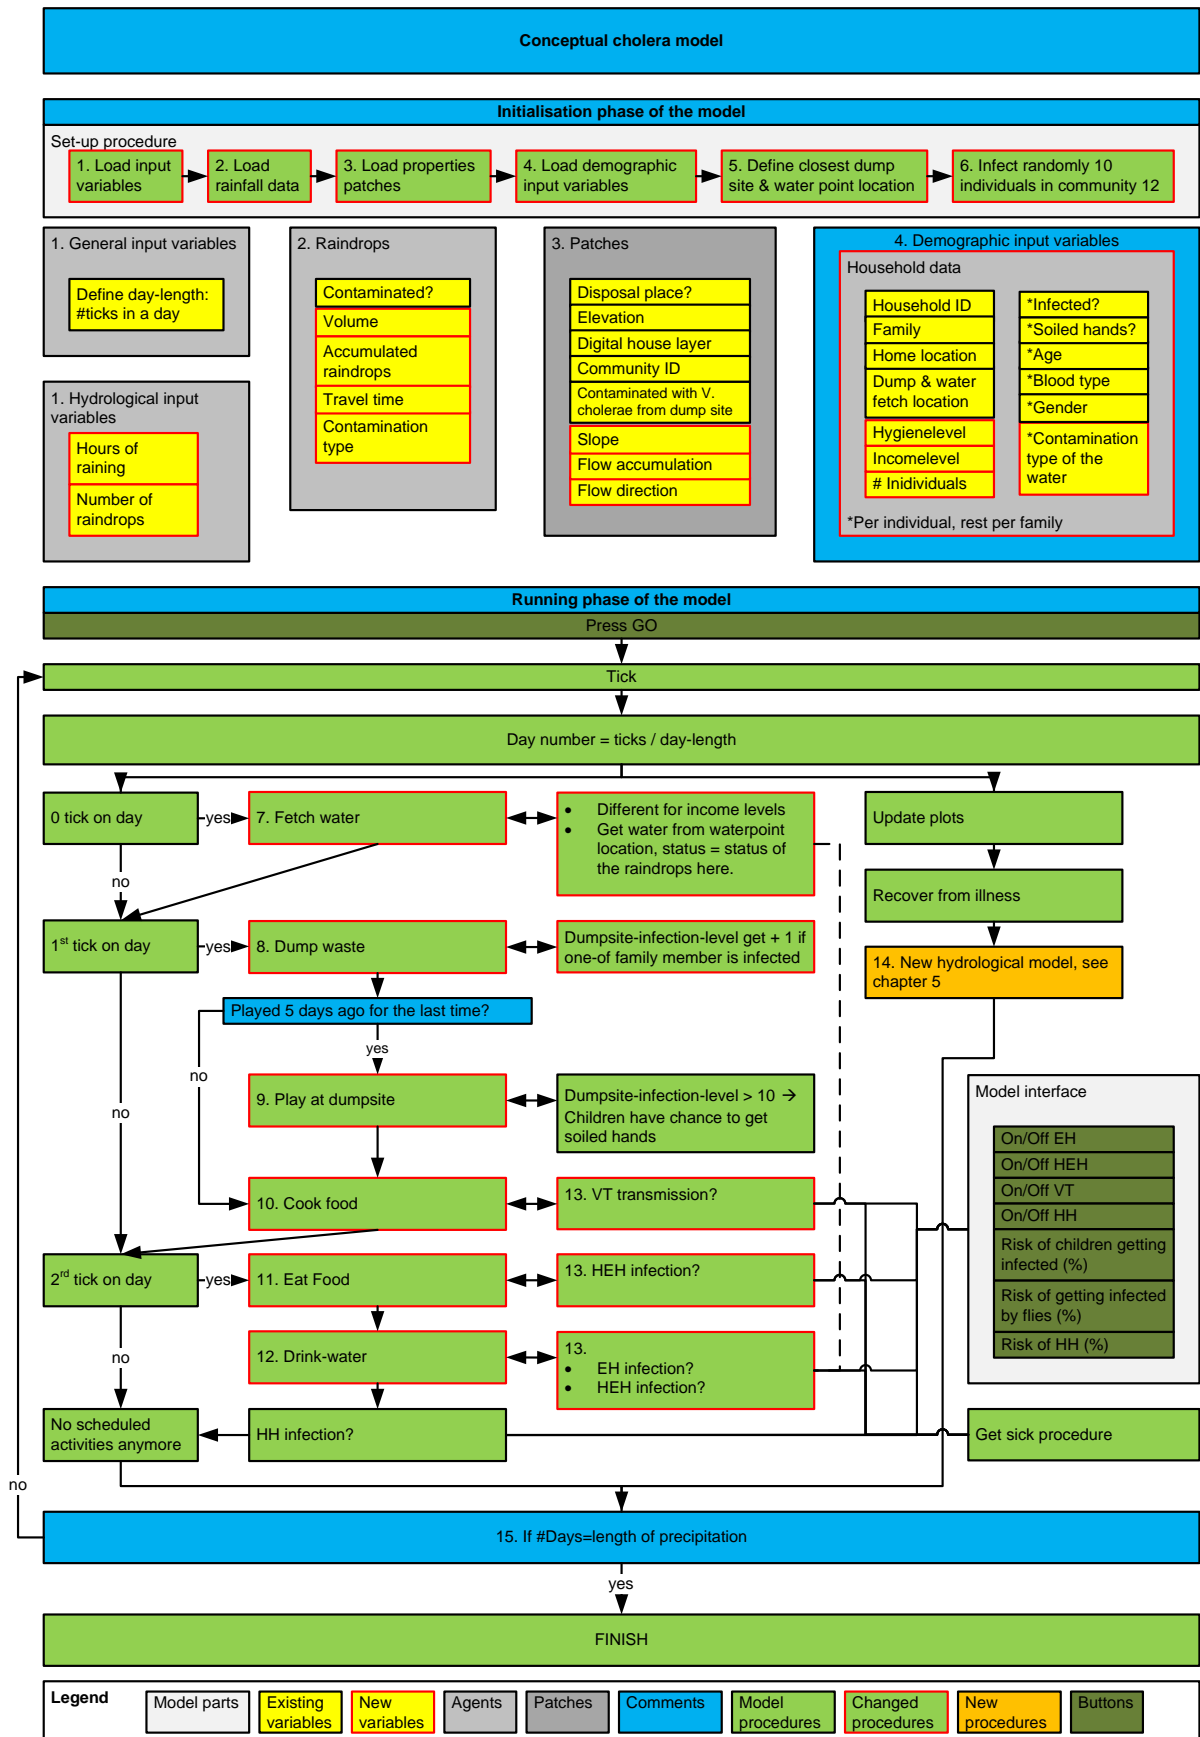 Conceptual cholera model
Initialisation phase of the model
Set-up procedure
1. Load input
variables
2. Load
rainfall data
3. Load properties
patches
4. Load demographic
input variables
5. Define closest dump
site & water point location
6. Infect randomly 10
individuals in community 12
1. General input variables
Define day-length:
#ticks in a day
1. Hydrological input
variables
Hours of
raining
Number of
raindrops
2. Raindrops
Contaminated?
Volume
Accumulated
raindrops
Travel time
Contamination
type
3. Patches
Disposal place?
Elevation
Digital house layer
Community ID
Contaminated with V.
cholerae from dump site
Slope
Flow accumulation
Flow direction
4. Demographic input variables
Household data
Household ID
Family
Home location
Dump & water
fetch location
Hygienelevel
Incomelevel
# Inidividuals
*Infected?
*Soiled hands?
*Age
*Blood type
*Gender
*Contamination
type of the
water
*Per individual, rest per family
Running phase of the model
Press GO
Tick
Day number = ticks / day-length
0 tick on day
yes
7. Fetch water
• Different for income levels
• Get water from waterpoint
location, status = status of
the raindrops here.
Update plots
no
Recover from illness
1st tick on day
yes
8. Dump waste
Dumpsite-infection-level get + 1 if
one-of family member is infected
14. New hydrological model, see
chapter 5
Played 5 days ago for the last time?
yes
no
9. Play at dumpsite
Dumpsite-infection-level > 10 →
Children have chance to get
soiled hands
no
10. Cook food
13. VT transmission?
2rd tick on day
yes
11. Eat Food
13. HEH infection?
no
12. Drink-water
13.
• EH infection?
• HEH infection?
No scheduled
activities anymore
HH infection?
Model interface
On/Off EH
On/Off HEH
On/Off VT
On/Off HH
Risk of children getting
infected (%)
Risk of getting infected
by flies (%)
Risk of HH (%)
Get sick procedure
no
15. If #Days=length of precipitation
yes
FINISH
Legend
Model parts
Existing
variables
New
variables
Agents
Patches
Comments
Model
procedures
Changed
procedures
New
procedures
Buttons